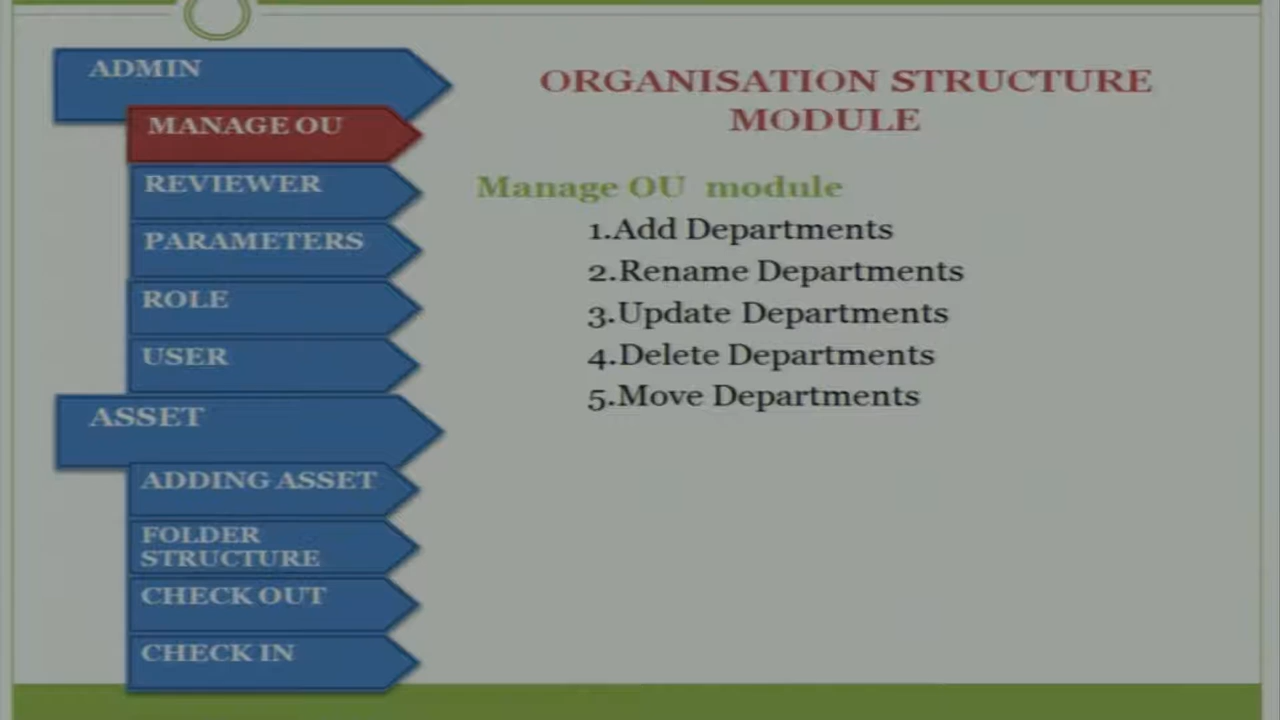 ADMIN
MANAGE OU
REVIEWER
PARAMETERS
ROLE
USER
ASSET
ADDING ASSET
FOLDER
STRUCTURE
CHECK OUT
CHECK IN
ORGANISATION STRUCTURE
MODULE
Manage OU module
1.Add Departments
2.Rename Departments
3.Update Departments
4.Delete Departments
5.Move Departments